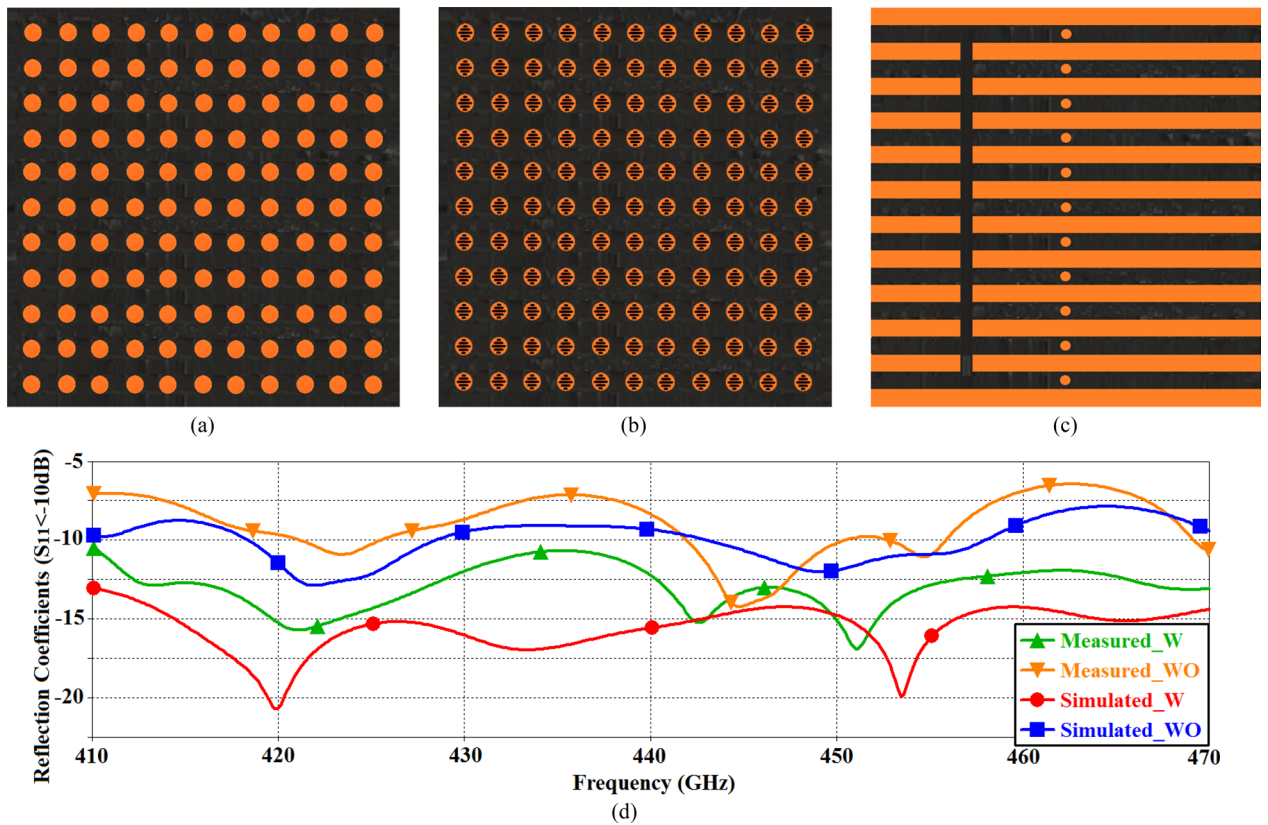 (a)
(b)
(c)
Reflection Coefficients (S11<-10dB)
-5
-10
-15
-20
410
420
430
440
450
460
470
Measured_W
Measured_WO
Simulated_W
Simulated_WO
Frequency (GHz)
(d)